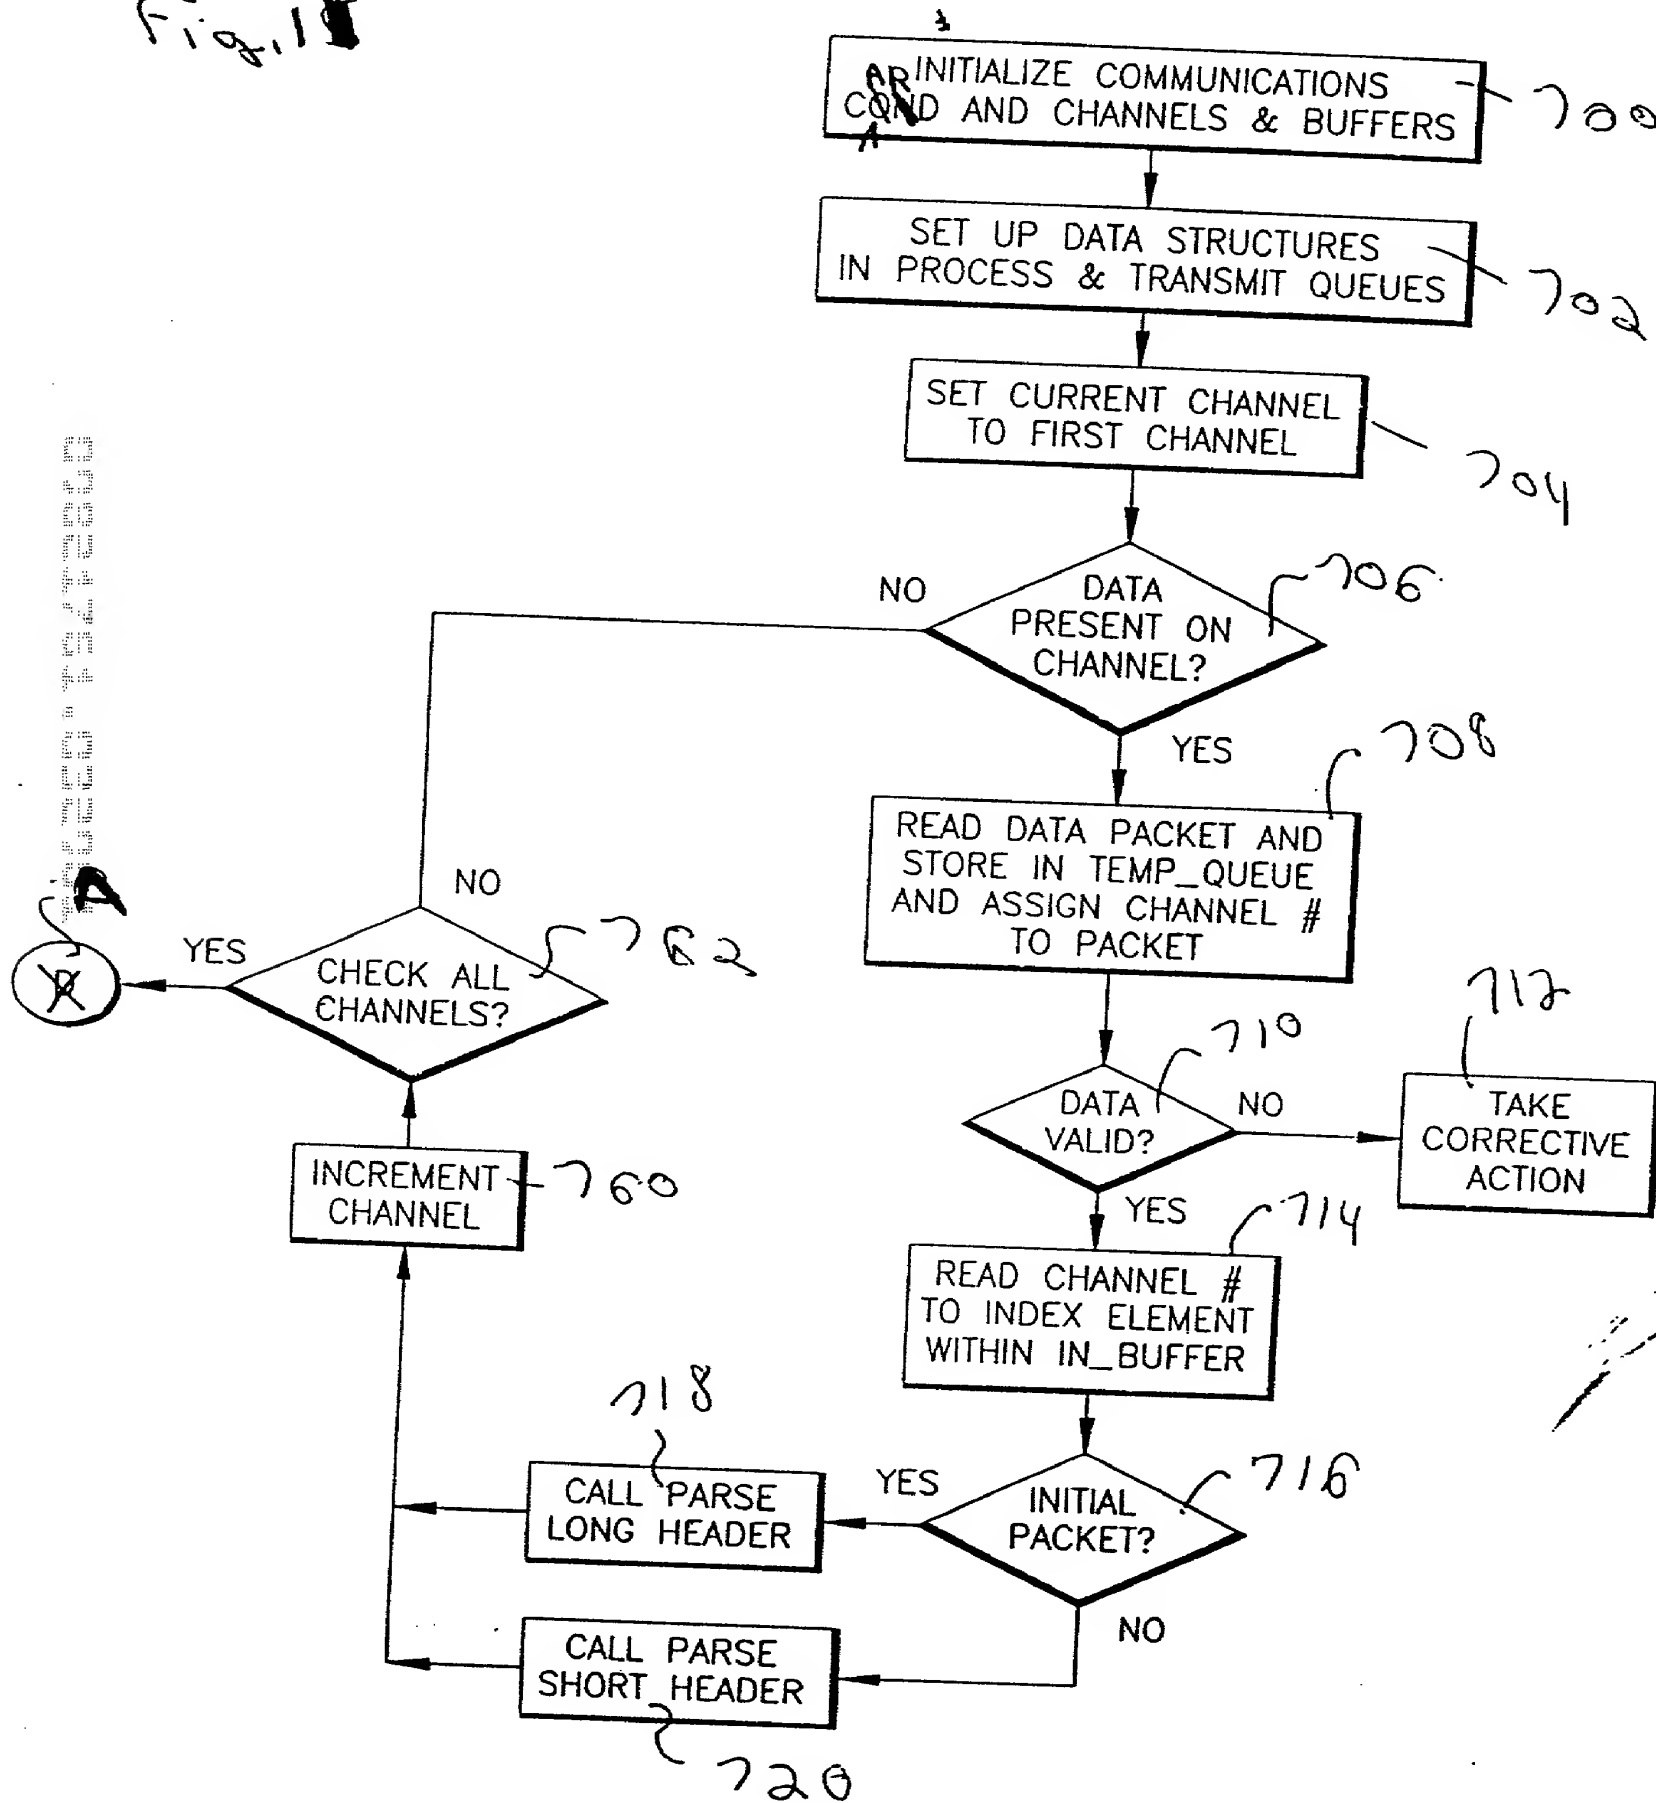 Fig. 1
INITIALIZE COMMUNICATIONS
AND CHANNELS & BUFFERS
700
SET UP DATA STRUCTURES
IN PROCESS & TRANSMIT QUEUES
702
SET CURRENT CHANNEL
TO FIRST CHANNEL
704
NO
DATA
PRESENT ON
CHANNEL?
706
YES
708
READ DATA PACKET AND
STORE IN TEMP_QUEUE
AND ASSIGN CHANNEL #
TO PACKET
NO
A
YES
CHECK ALL
CHANNELS?
762
710
DATA
VALID?
NO
712
TAKE
CORRECTIVE
ACTION
INCREMENT
CHANNEL
760
YES
714
READ CHANNEL #
TO INDEX ELEMENT
WITHIN IN_BUFFER
718
CALL PARSE
LONG HEADER
YES
INITIAL
PACKET?
716
NO
CALL PARSE
SHORT HEADER
720